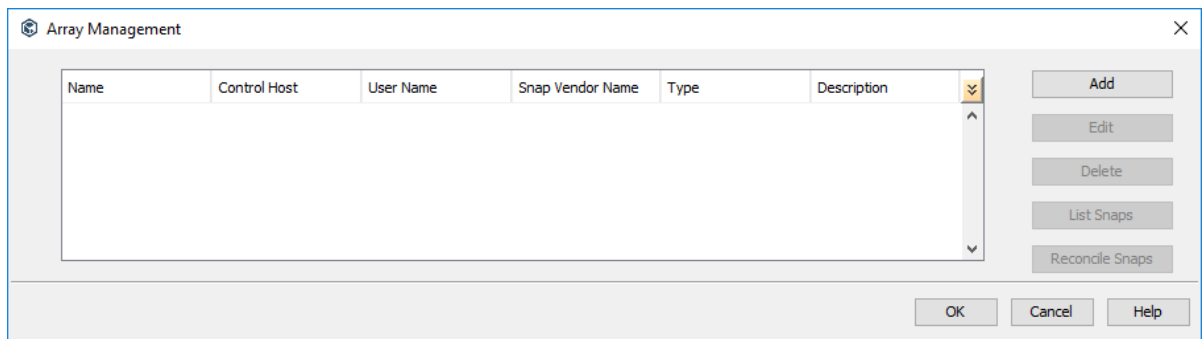 Array Management
Name Control Host User Name Snap Vendor Name Type Description
Add
Edit
Delete
List Snaps
Reconcile Snaps
OK Cancel Help